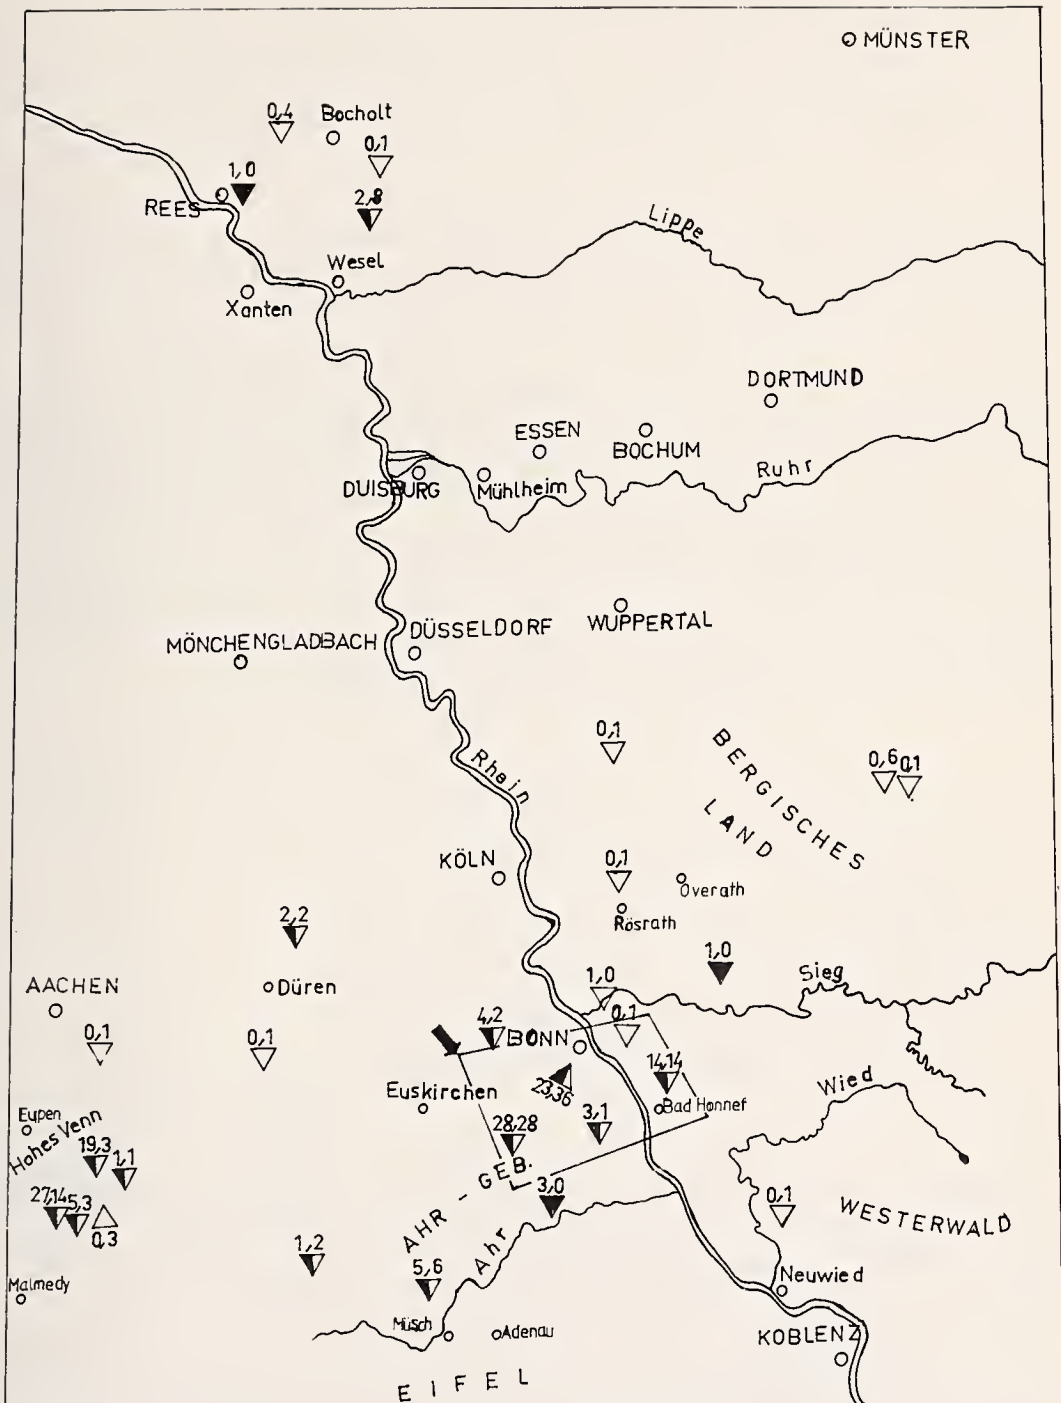 MÜNSTER
0,4
Bocholt
0,1
1,0
REES
2,8
Lippe
Wesel
Xanten
DORTMUND
ESSEN
BOCHUM
Ruhr
DUISBURG
Mühlheim
WUPPERTAL
DÜSSELDORF
MÖNCHENGLADBACH
0,1
BERGISCHES
LAND
0,6
0,1
Rhein
KÖLN
0,1
Overath
Rösrath
2,2
1,0
Sieg
AACHEN
Düren
1,0
0,1
0,1
4,2
BONN
0,1
14,14
Wied
Euskirchen
23,36
Bad Honnef
Eupen
Hohes Venn
28,28
3,1
19,3
1,1
AHR-GEB.
27,14
5,3
0,3
3,0
0,1
WESTERWALD
Ahr
1,2
5,6
Malmedy
Neuwied
Müsch
Adenau
KOBLENZ
EIFEL